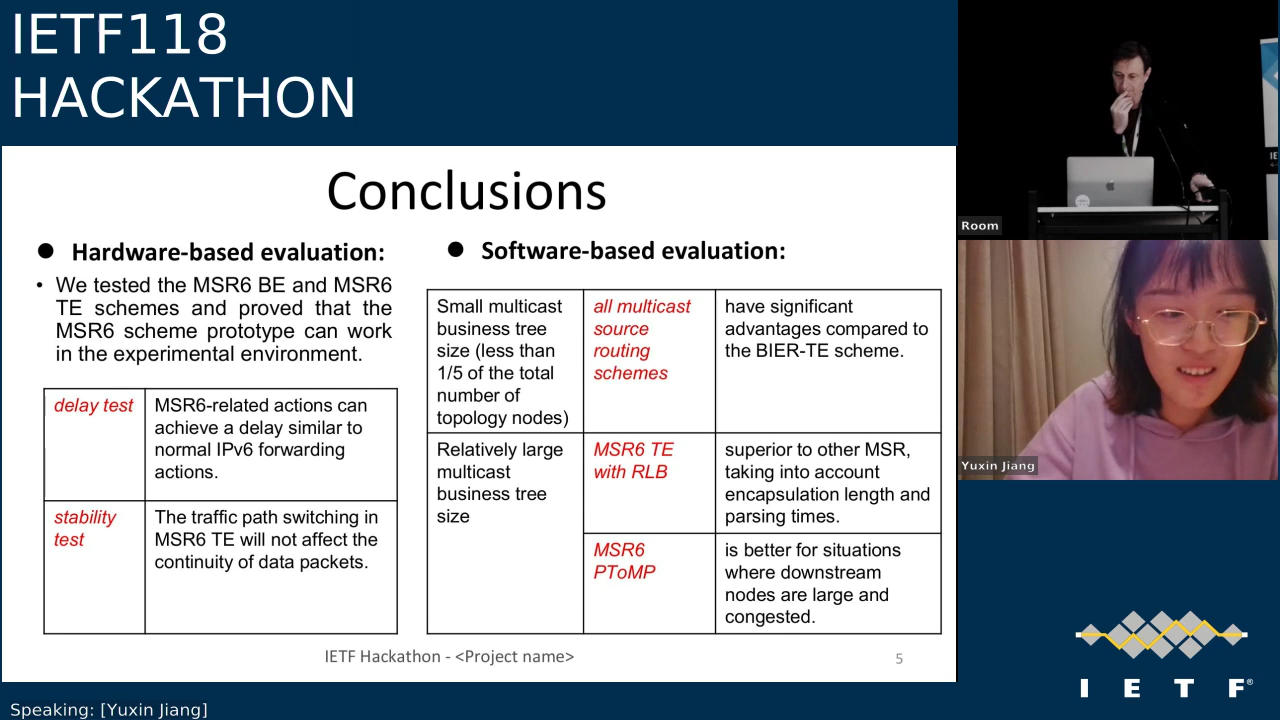 IETF118
HACKATHON
Conclusions
● Hardware-based evaluation:
• We tested the MSR6 BE and MSR6
TE schemes and proved that the
MSR6 scheme prototype can work
in the experimental environment.
delay test
MSR6-related actions can
achieve a delay similar to
normal IPv6 forwarding
actions.
stability
test
The traffic path switching in
MSR6 TE will not affect the
continuity of data packets.
● Software-based evaluation:
Small multicast
business tree
size (less than
1/5 of the total
number of
topology nodes)
all multicast
source
routing
schemes
have significant
advantages compared to
the BIER-TE scheme.
Relatively large
multicast
business tree
size
MSR6 TE
with RLB
superior to other MSR,
taking into account
encapsulation length and
parsing times.
MSR6
PToMP
is better for situations
where downstream
nodes are large and
congested.
IETF Hackathon - <Project name>
5
Room
IE
Yuxin Jiang
I E T F®
Speaking: [Yuxin Jiang]